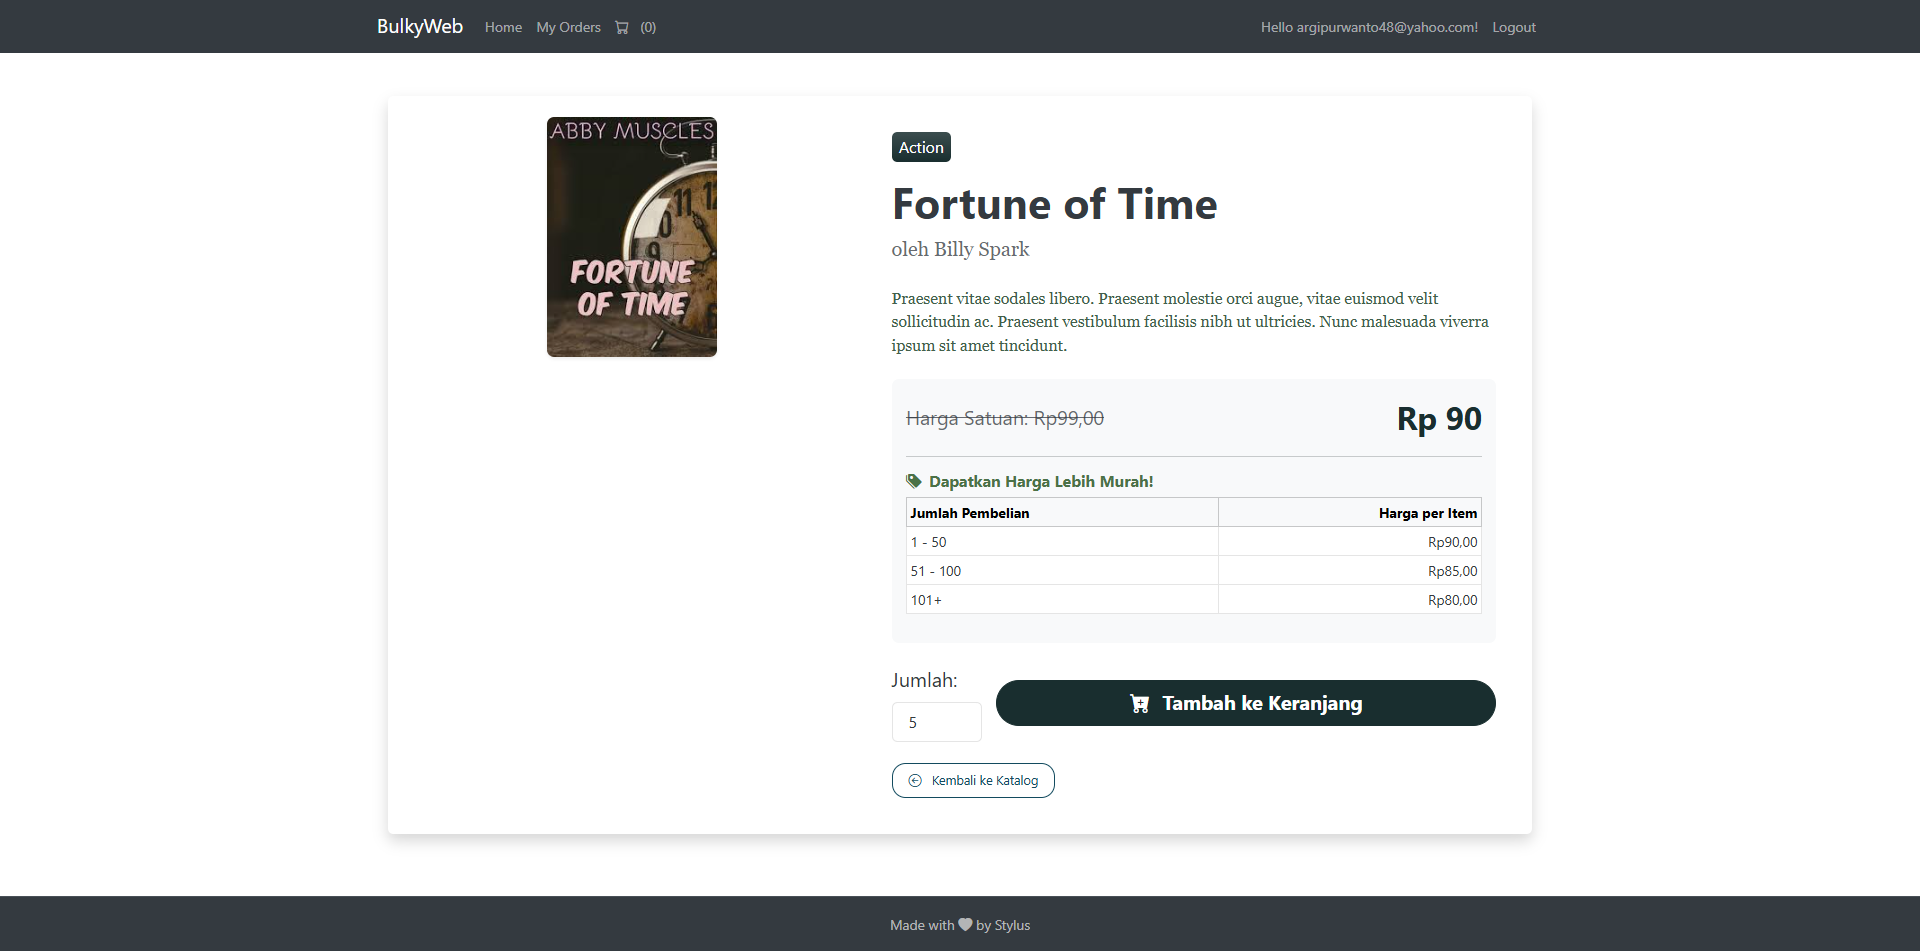 BulkyWeb Home My Orders (0) Hello argipurwanto48@yahoo.com! Logout
ABBY MUSCLES
11 12
10
9
FORTUNE
OF TIME
Action
Fortune of Time
oleh Billy Spark
Praesent vitae sodales libero. Praesent molestie orci augue, vitae euismod velit
sollicitudin ac. Praesent vestibulum facilisis nibh ut ultricies. Nunc malesuada viverra
ipsum sit amet tincidunt.
Harga Satuan: Rp99,00 Rp 90
Dapatkan Harga Lebih Murah!
Jumlah Pembelian Harga per Item
1 - 50 Rp90,00
51 - 100 Rp85,00
101+ Rp80,00
Jumlah:
5
Tambah ke Keranjang
Kembali ke Katalog
Made with by Stylus